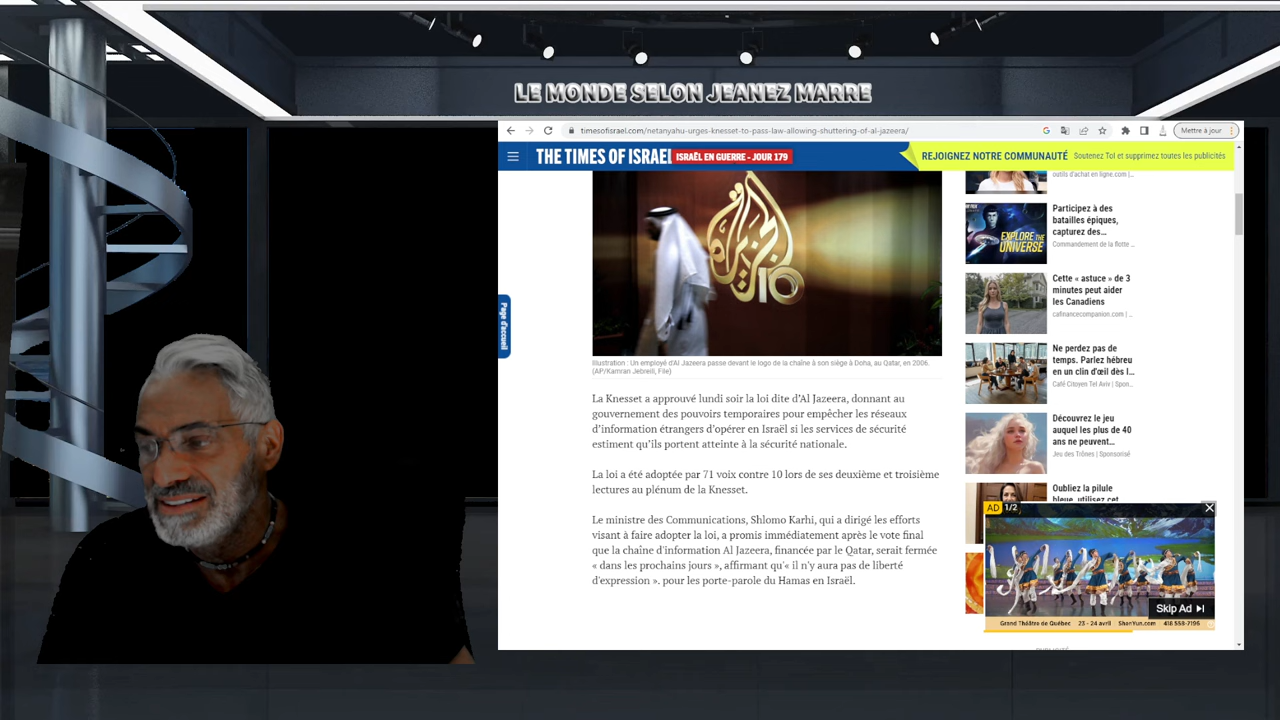 LE MONDE SELON JEANEZ MARRE
timesofisrael.com/netanyahu-urges-knesset-to-pass-law-allowing-shuttering-of-al-jazeera/
Mettre à jour
THE TIMES OF ISRAEL
ISRAËL EN GUERRE - JOUR 179
REJOIGNEZ NOTRE COMMUNAUTÉ Soutenez ToI et supprimez toutes les publicités
Page d'accueil
الجزيرة
10
Illustration : Un employé d'Al Jazeera passe devant le logo de la chaîne à son siège à Doha, au Qatar, en 2006.
(AP/Kamran Jebreili, File)
La Knesset a approuvé lundi soir la loi dite d'Al Jazeera, donnant au
gouvernement des pouvoirs temporaires pour empêcher les réseaux
d'information étrangers d'opérer en Israël si les services de sécurité
estiment qu'ils portent atteinte à la sécurité nationale.
La loi a été adoptée par 71 voix contre 10 lors de ses deuxième et troisième
lectures au plénum de la Knesset.
Le ministre des Communications, Shlomo Karhi, qui a dirigé les efforts
visant à faire adopter la loi, a promis immédiatement après le vote final
que la chaîne d'information Al Jazeera, financée par le Qatar, serait fermée
« dans les prochains jours », affirmant qu'« il n'y aura pas de liberté
d'expression ». pour les porte-parole du Hamas en Israël.
outils d'achat en ligne.com |...
EXPLORE THE
UNIVERSE
Participez à des
batailles épiques,
capturez des...
Commandement de la flotte ...
Cette « astuce » de 3
minutes peut aider
les Canadiens
cafinancecompanion.com | ...
Ne perdez pas de
temps. Parlez hébreu
en un clin d'œil dès l...
Café Citoyen Tel Aviv | Spon...
Découvrez le jeu
auquel les plus de 40
ans ne peuvent...
Jeu des Trônes | Sponsorisé
Oubliez la pilule
bleue, utilisez cet
AD 1/2
Skip Ad
Grand Théâtre de Québec 23 - 24 avril ShenYun.com